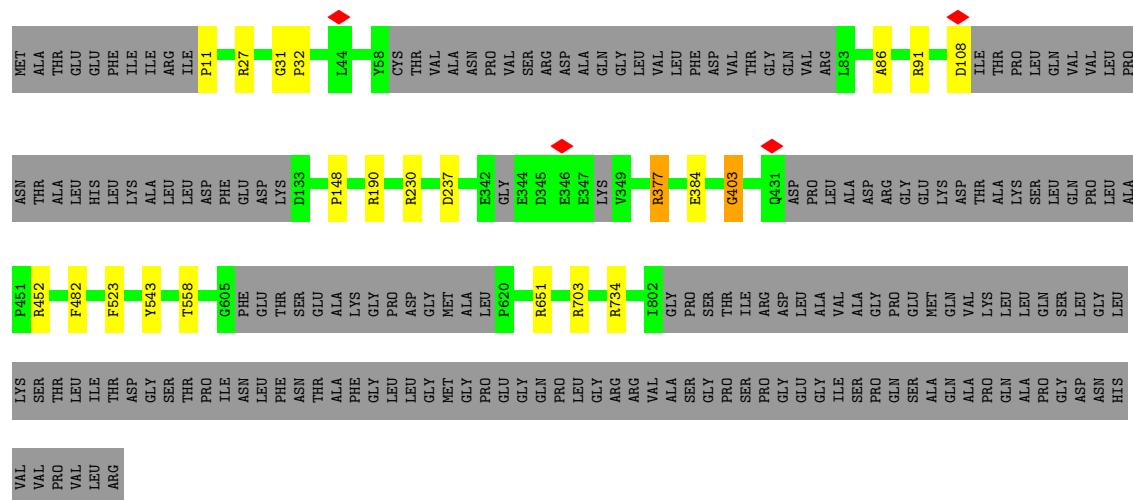 MET ALA THR GLU GLU PHE ILE ILE ARG ILE P11 R27 G31 P32 L44 Y58 CYS THR VAL ALA ASN PRO VAL SER ARG ASP ALA GLN GLY LEU VAL LEU PHE ASP VAL THR GLY GLN VAL ARG L83 A86 R91 D108 ILE THR PRO LEU GLN VAL VAL LEU PRO
ASN THR ALA LEU HIS LEU LYS ALA LEU LEU ASP PHE GLU ASP LYS D133 P148 R190 R230 D237 E342 GLY E344 D345 E346 E347 LYS V349 R377 E384 G403 Q431 ASP PRO LEU ALA ASP ARG GLY GLU LYS ASP THR ALA LYS SER LEU GLN PRO LEU ALA
P451 R452 F482 F523 Y543 T558 G605 PHE GLU THR SER GLU ALA LYS GLY PRO ASP GLY MET ALA LEU P620 R651 R703 R734 I802 GLY PRO SER THR ILE ARG ASP LEU ALA VAL ALA GLY PRO GLU MET GLN VAL LYS LEU LEU GLN SER LEU GLY LEU
LYS SER THR LEU ILE THR ASP GLY SER THR PRO ILE ASN LEU PHE ASN THR ALA PHE GLY LEU LEU GLY MET GLY PRO GLU GLY GLN PRO LEU GLY ARG ARG VAL ALA SER GLY PRO SER PRO GLY GLU GLY ILE SER PRO GLN SER ALA GLN ALA PRO GLN ALA PRO GLY ASP ASN HIS
VAL VAL PRO VAL LEU ARG